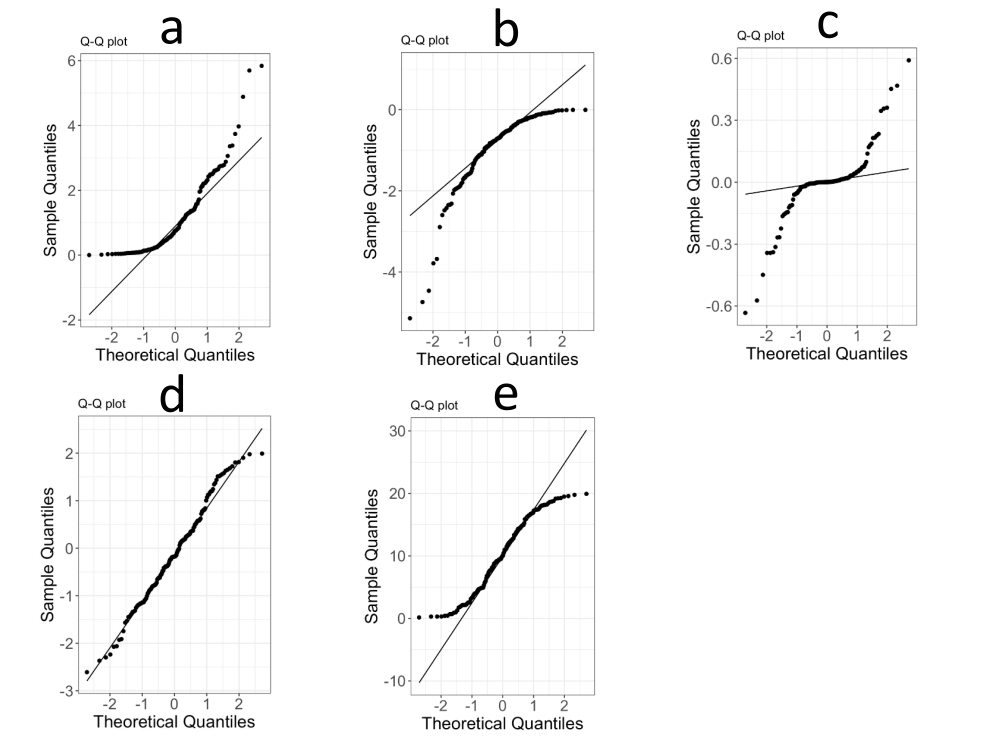 a
Q-Q plot
6
4
2
0
-2
Sample Quantiles
-2 -1 0 1 2
Theoretical Quantiles
b
Q-Q plot
0
-2
-4
Sample Quantiles
-2 -1 0 1 2
Theoretical Quantiles
c
Q-Q plot
0.6
0.3
0.0
-0.3
-0.6
Sample Quantiles
-2 -1 0 1 2
Theoretical Quantiles
d
Q-Q plot
2
1
0
-1
-2
-3
Sample Quantiles
-2 -1 0 1 2
Theoretical Quantiles
e
Q-Q plot
30
20
10
0
-10
Sample Quantiles
-2 -1 0 1 2
Theoretical Quantiles